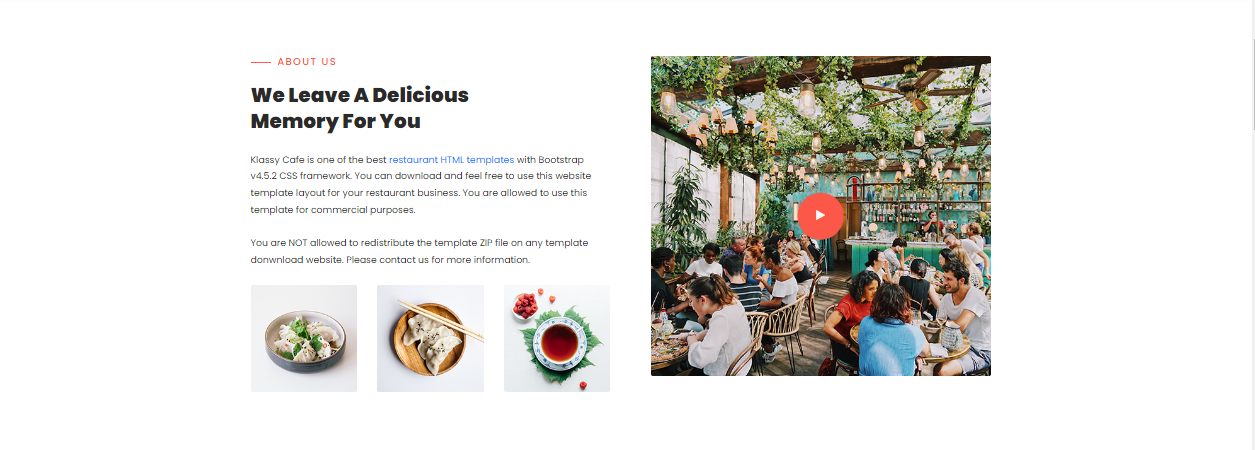 ABOUT US
We Leave A Delicious
Memory For You
Klassy Cafe is one of the best restaurant HTML templates with Bootstrap
v4.5.2 CSS framework. You can download and feel free to use this website
template layout for your restaurant business. You are allowed to use this
template for commercial purposes.
You are NOT allowed to redistribute the template ZIP file on any template
donwnload website. Please contact us for more information.